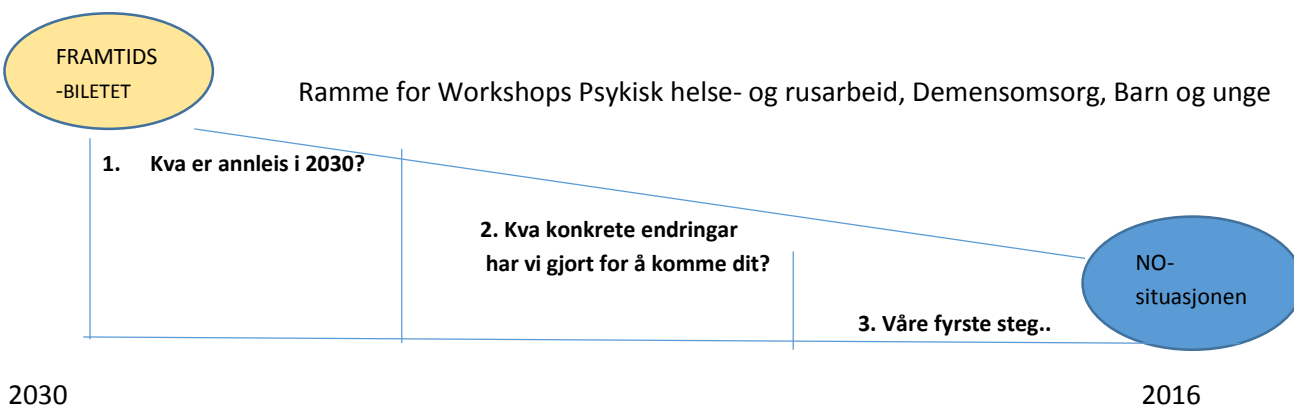 FRAMTIDS
-BILETET
Ramme for Workshops Psykisk helse- og rusarbeid, Demensomsorg, Barn og unge
1. Kva er annleis i 2030?
2. Kva konkrete endringar
har vi gjort for å komme dit?
NO-
situasjonen
3. Våre fyrste steg..
2030
2016